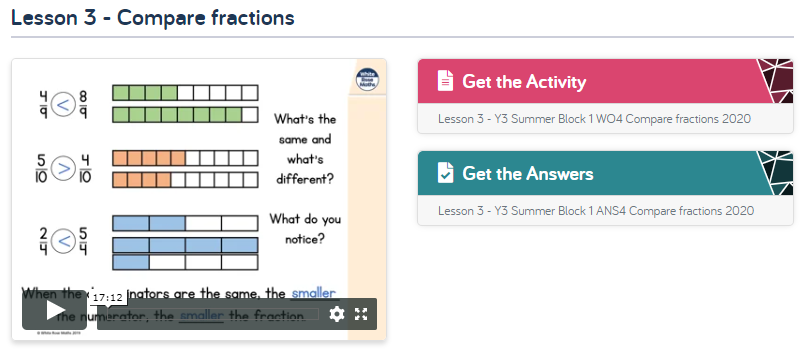 Lesson 3 - Compare fractions
White
Rose
Maths
4/9 < 8/9
What's the
same and
what's
different?
5/10 > 4/10
What do you
notice?
2/4 < 5/4
When the inators are the same, the smaller
17:12
the numerator, the smaller the fraction.
© White Rose Maths 2019
Get the Activity
Lesson 3 - Y3 Summer Block 1 WO4 Compare fractions 2020
Get the Answers
Lesson 3 - Y3 Summer Block 1 ANS4 Compare fractions 2020